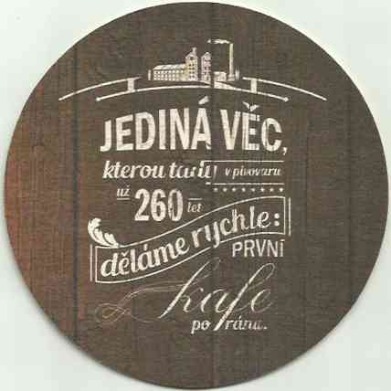 JEDINÁ VĚC,
kterou tady v pivovaru
už 260 let
děláme rychle:
PRVNÍ
kafe
po ránu.